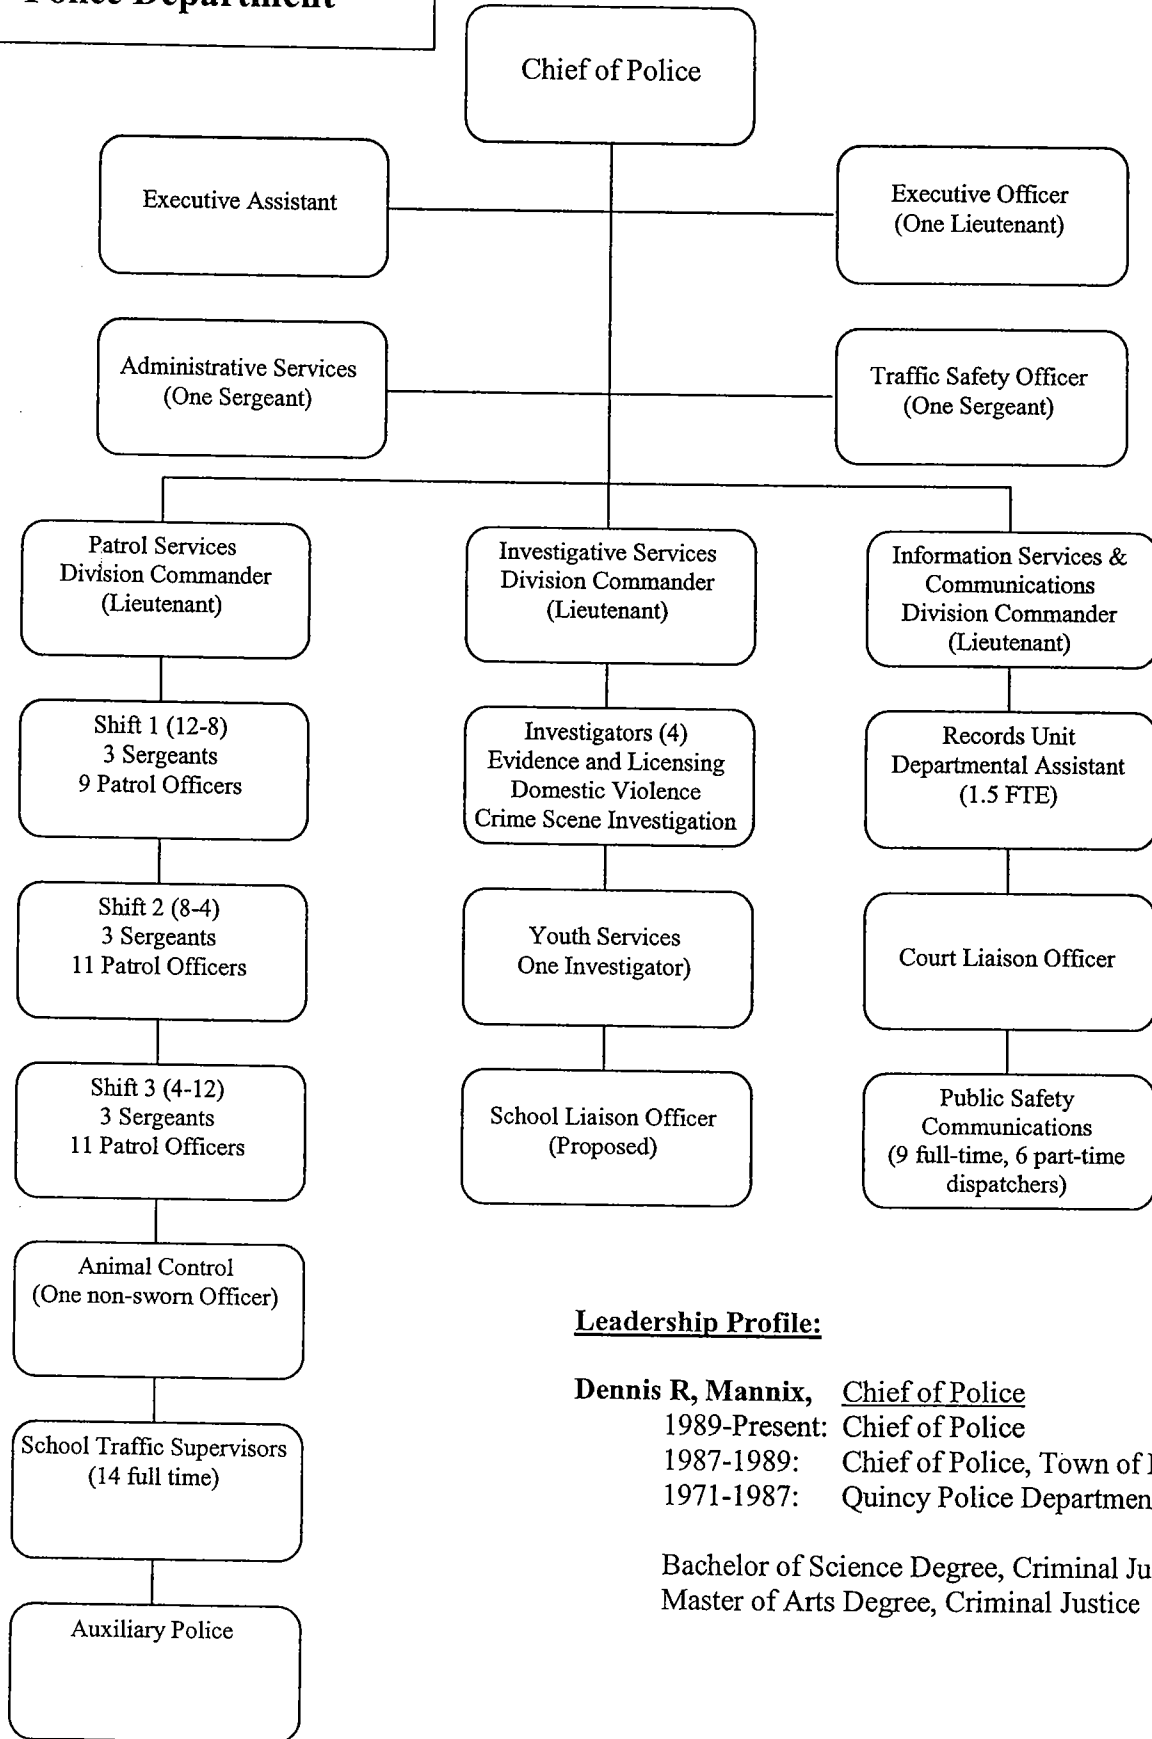 Police Department
Chief of Police
Executive Assistant
Executive Officer
(One Lieutenant)
Administrative Services
(One Sergeant)
Traffic Safety Officer
(One Sergeant)
Patrol Services
Division Commander
(Lieutenant)
Investigative Services
Division Commander
(Lieutenant)
Information Services &
Communications
Division Commander
(Lieutenant)
Shift 1 (12-8)
3 Sergeants
9 Patrol Officers
Investigators (4)
Evidence and Licensing
Domestic Violence
Crime Scene Investigation
Records Unit
Departmental Assistant
(1.5 FTE)
Shift 2 (8-4)
3 Sergeants
11 Patrol Officers
Youth Services
One Investigator)
Court Liaison Officer
Shift 3 (4-12)
3 Sergeants
11 Patrol Officers
School Liaison Officer
(Proposed)
Public Safety
Communications
(9 full-time, 6 part-time
dispatchers)
Animal Control
(One non-sworn Officer)
School Traffic Supervisors
(14 full time)
Auxiliary Police
Leadership Profile:
Dennis R, Mannix, Chief of Police
1989-Present: Chief of Police
1987-1989: Chief of Police, Town of
1971-1987: Quincy Police Departmen
Bachelor of Science Degree, Criminal Ju
Master of Arts Degree, Criminal Justice